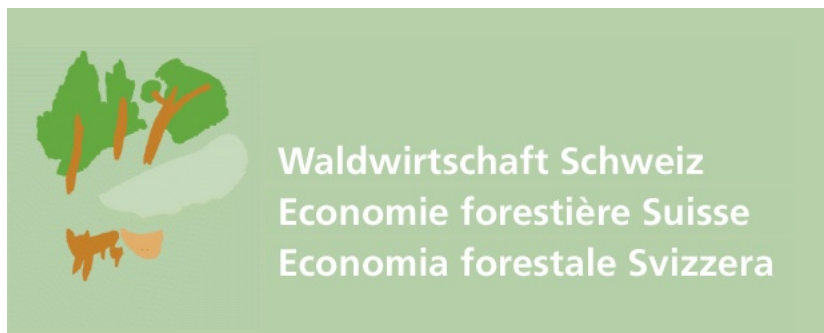 Waldwirtschaft Schweiz
Economie forestière Suisse
Economia forestale Svizzera